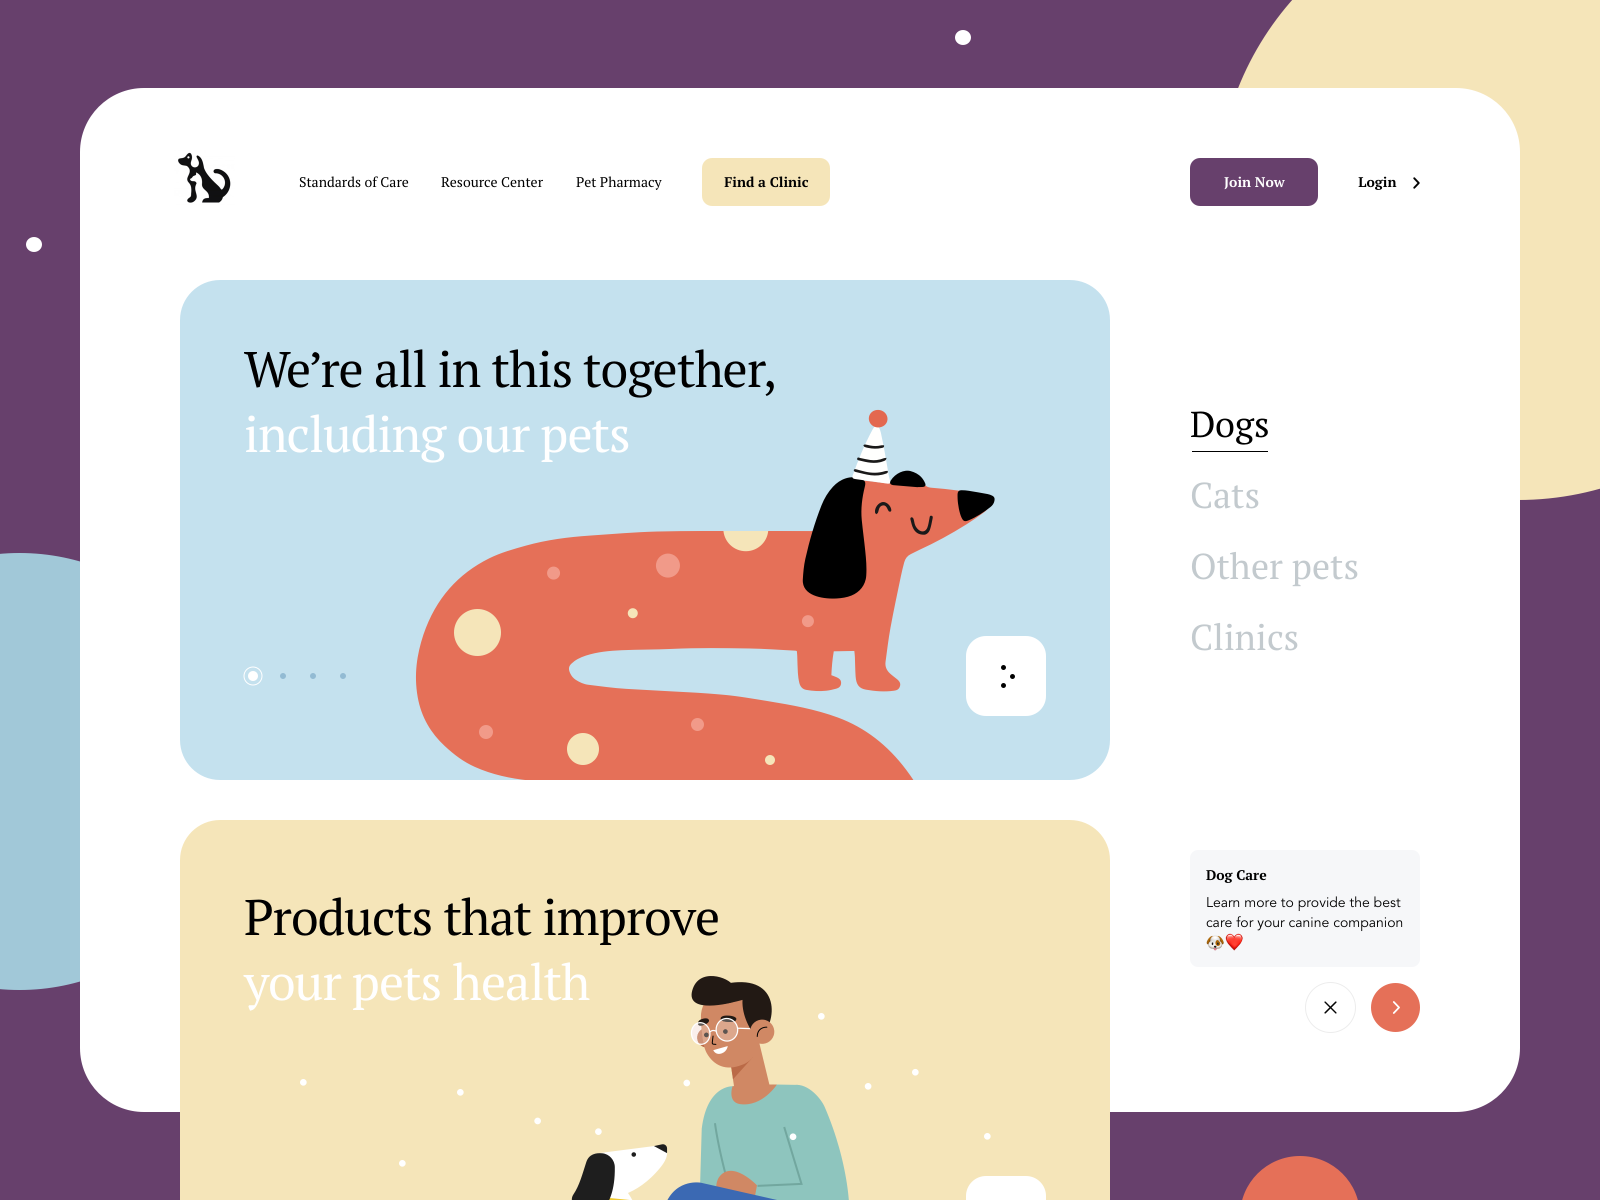 Standards of Care
Resource Center
Pet Pharmacy
Find a Clinic
Join Now
Login
We’re all in this together,
including our pets
Dogs
Cats
Other pets
Clinics
Products that improve
your pets health
Dog Care
Learn more to provide the best
care for your canine companion
🐶❤️